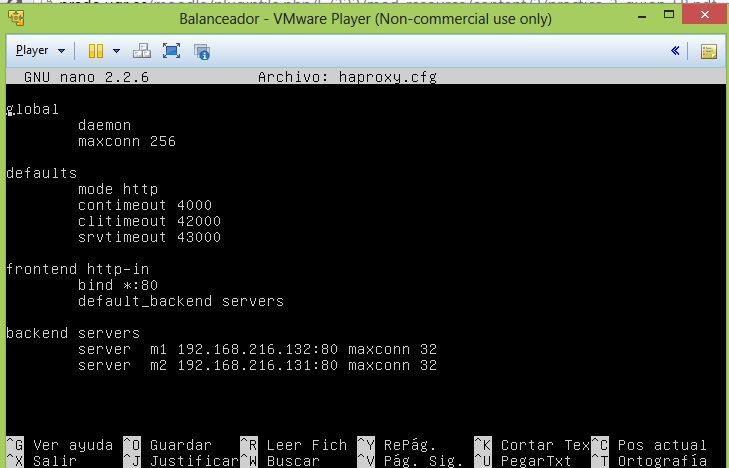 Balanceador - VMware Player (Non-commercial use only)
Player
GNU nano 2.2.6 Archivo: haproxy.cfg
global
daemon
maxconn 256
defaults
mode http
contimeout 4000
clitimeout 42000
srvtimeout 43000
frontend http-in
bind *:80
default_backend servers
backend servers
server m1 192.168.216.132:80 maxconn 32
server m2 192.168.216.131:80 maxconn 32
^G Ver ayuda ^O Guardar ^R Leer Fich ^Y RePág. ^K Cortar Tex ^C Pos actual
^X Salir ^J Justificar ^W Buscar ^V Pág. Sig. ^U PegarTxt ^T Ortografía